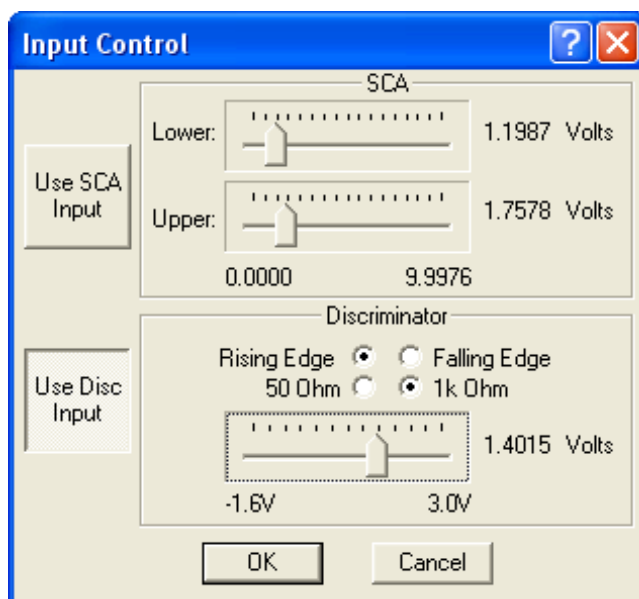 Input Control
SCA
Lower:
1.1987 Volts
Use SCA
Input
Upper:
1.7578 Volts
0.0000 9.9976
Discriminator
Rising Edge Falling Edge
50 Ohm 1k Ohm
Use Disc
Input
1.4015 Volts
-1.6V 3.0V
OK Cancel